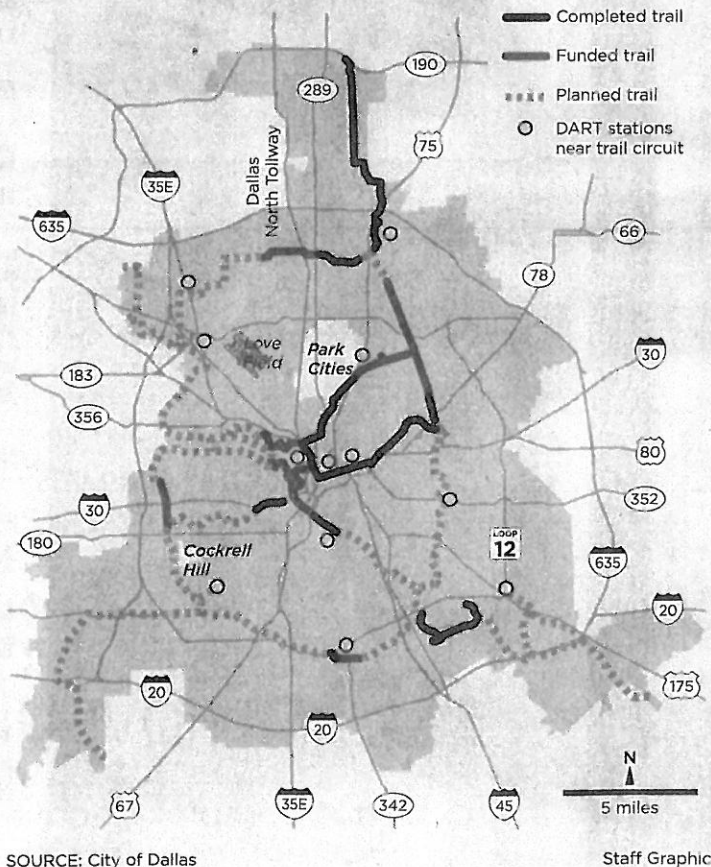 Completed trail
Funded trail
Planned trail
DART stations
near trail circuit
190
289
75
Dallas
North Tollway
35E
635
66
78
Love
Field
Park
Cities
30
183
356
80
352
30
LOOP
12
180
Cockrell
Hill
635
20
20
175
20
N
5 miles
67
35E
342
45
SOURCE: City of Dallas
Staff Graphic